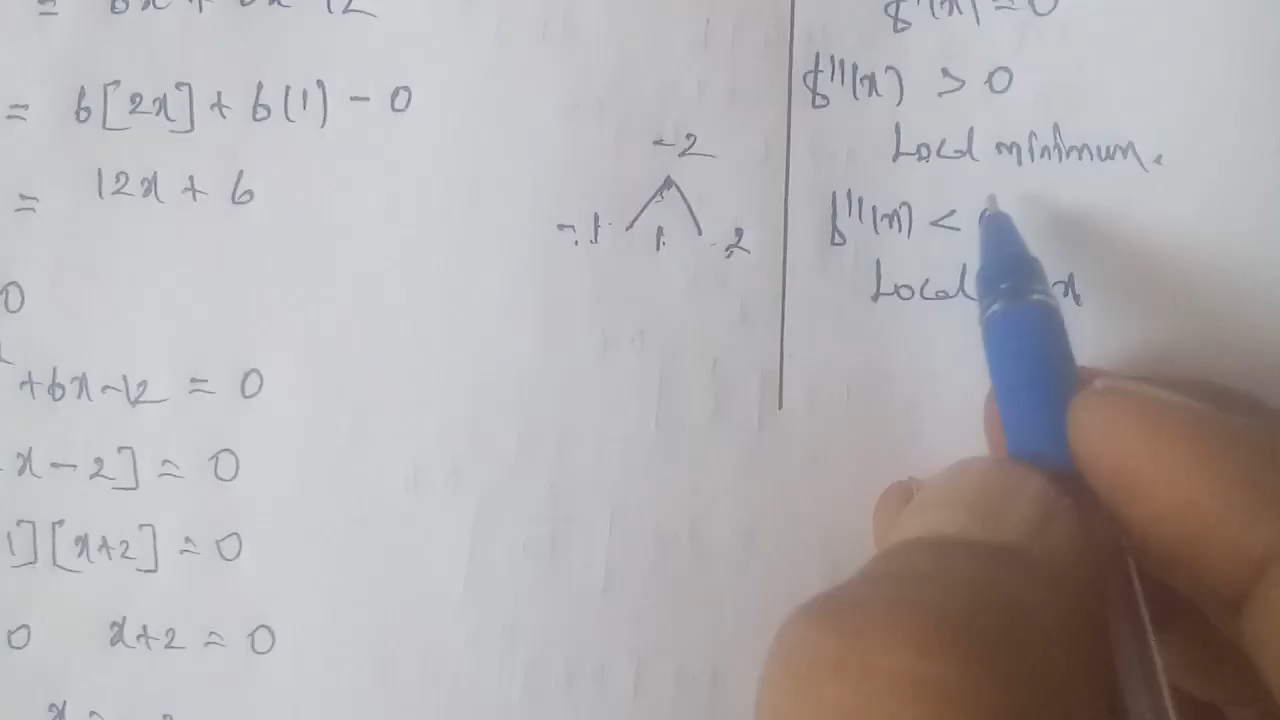 = 6[2x] + 6(1) - 0
= 12x + 6
0
+6x-12 = 0
x - 2] = 0
1][x+2] = 0
0 x+2 = 0
-2
-1 1 2
f'(x) = 0
f''(x) > 0
Local minimum.
f''(x) <
Local